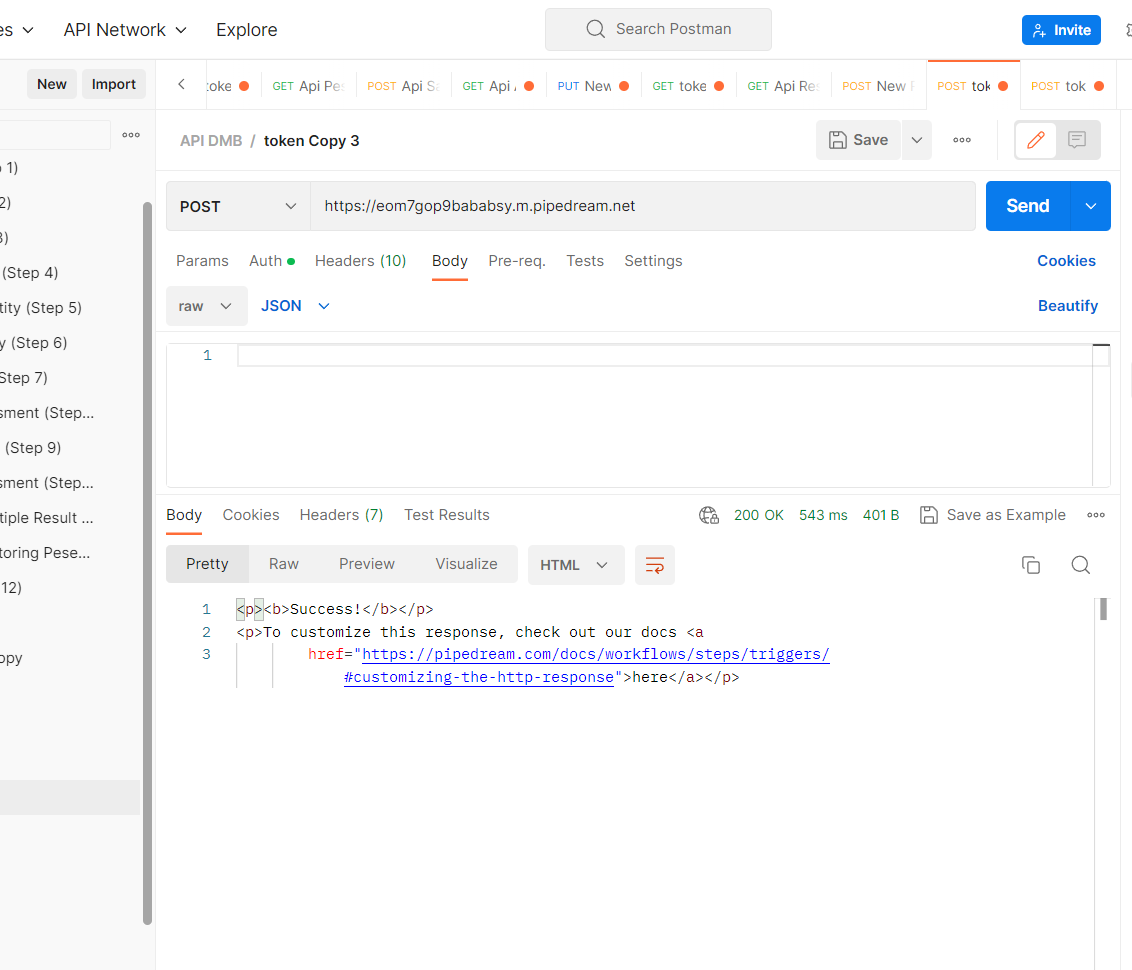 es API Network Explore Search Postman Invite
New Import
toke GET Api Pe POST Api S GET Api PUT New GET toke GET Api Re POST New POST tok POST tok
API DMB / token Copy 3 Save
POST https://eom7gop9bababsy.m.pipedream.net Send
Params Auth Headers (10) Body Pre-req. Tests Settings Cookies
raw JSON Beautify
1
1)
2)
3)
(Step 4)
tity (Step 5)
y (Step 6)
Step 7)
sment (Step...
(Step 9)
sment (Step...
tiple Result ...
toring Pese...
12)
opy
Body Cookies Headers (7) Test Results 200 OK 543 ms 401 B Save as Example
Pretty Raw Preview Visualize HTML
1 <p><b>Success!</b></p>
2 <p>To customize this response, check out our docs <a
3 href="https://pipedream.com/docs/workflows/steps/triggers/
#customizing-the-http-response">here</a></p>